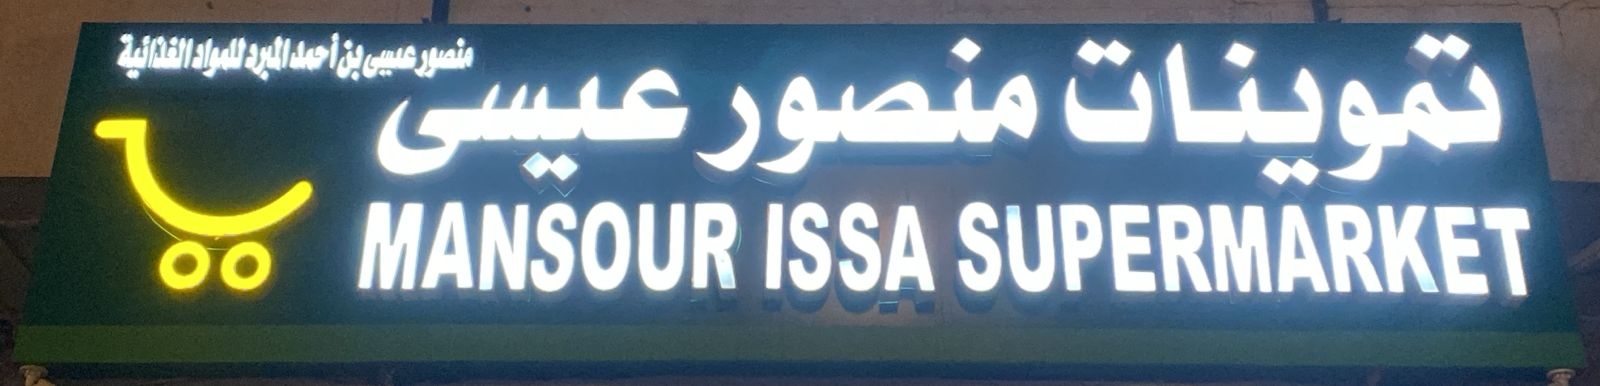 منصور عيسى بن أحمد المبرد للمواد الغذائية
تموينات منصور عيسى
MANSOUR ISSA SUPERMARKET